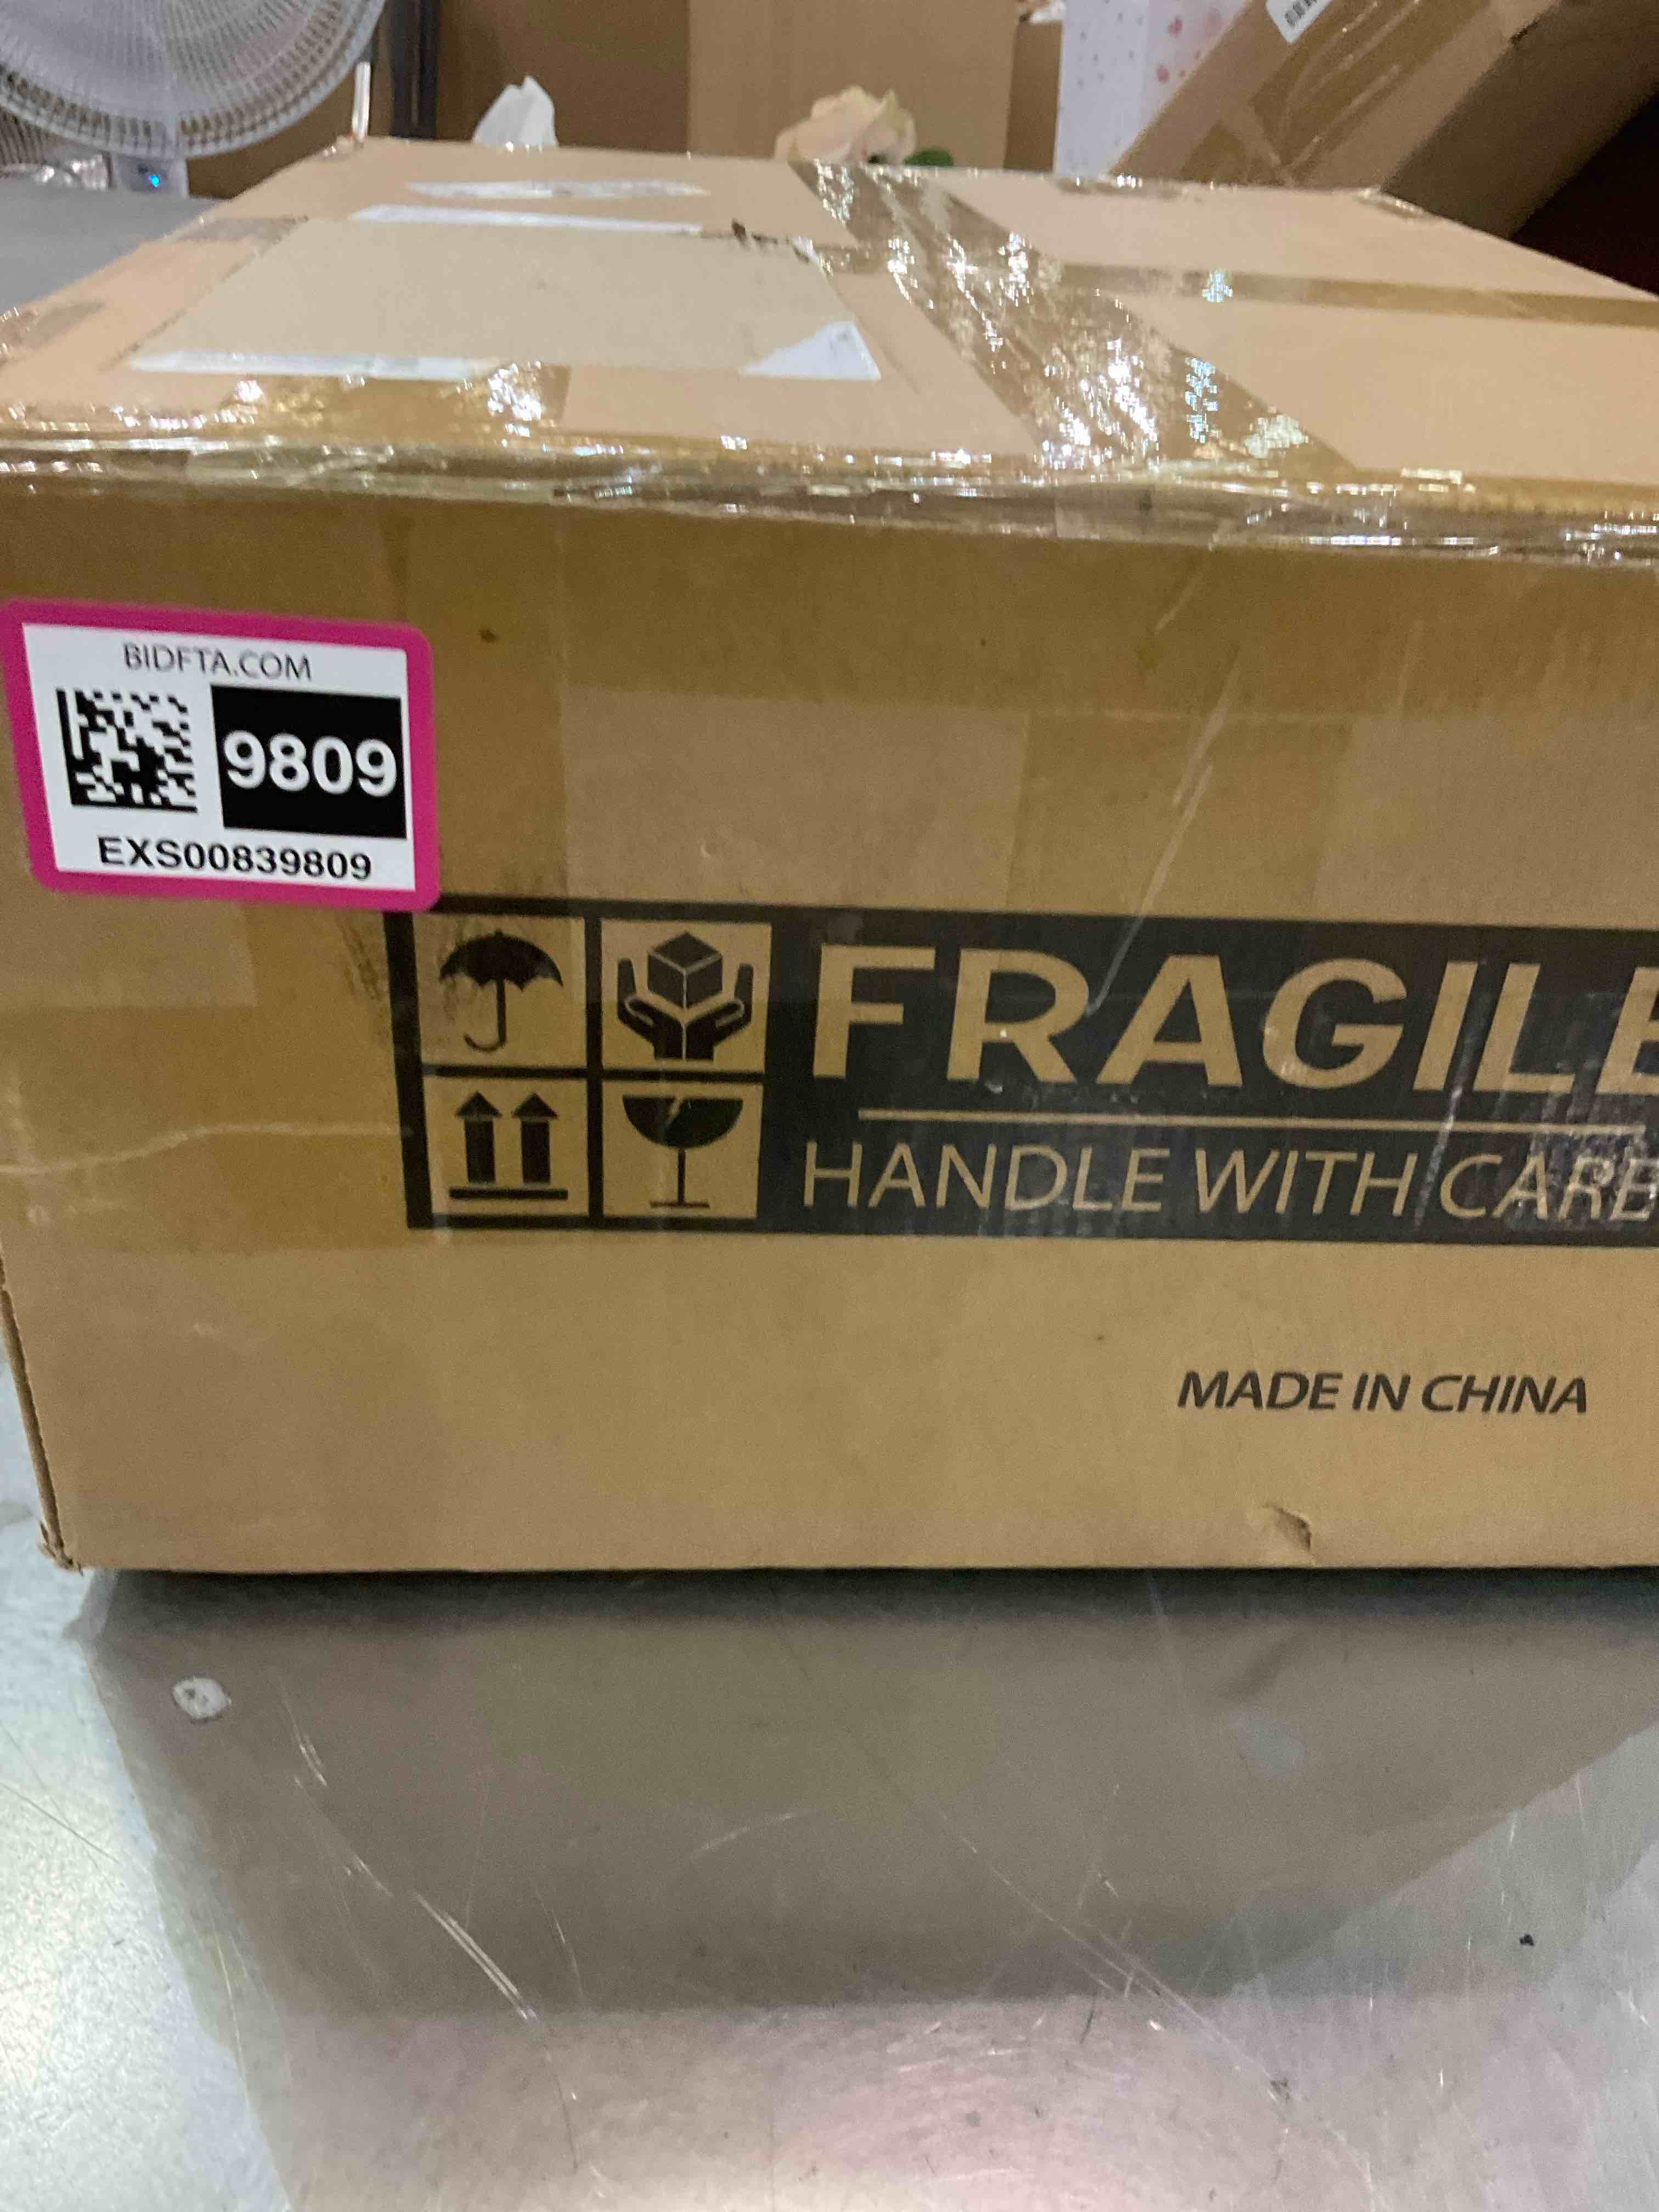 BIDFTA.COM
9809
EXS00839809
FRAGILE
HANDLE WITH CARE
MADE IN CHINA